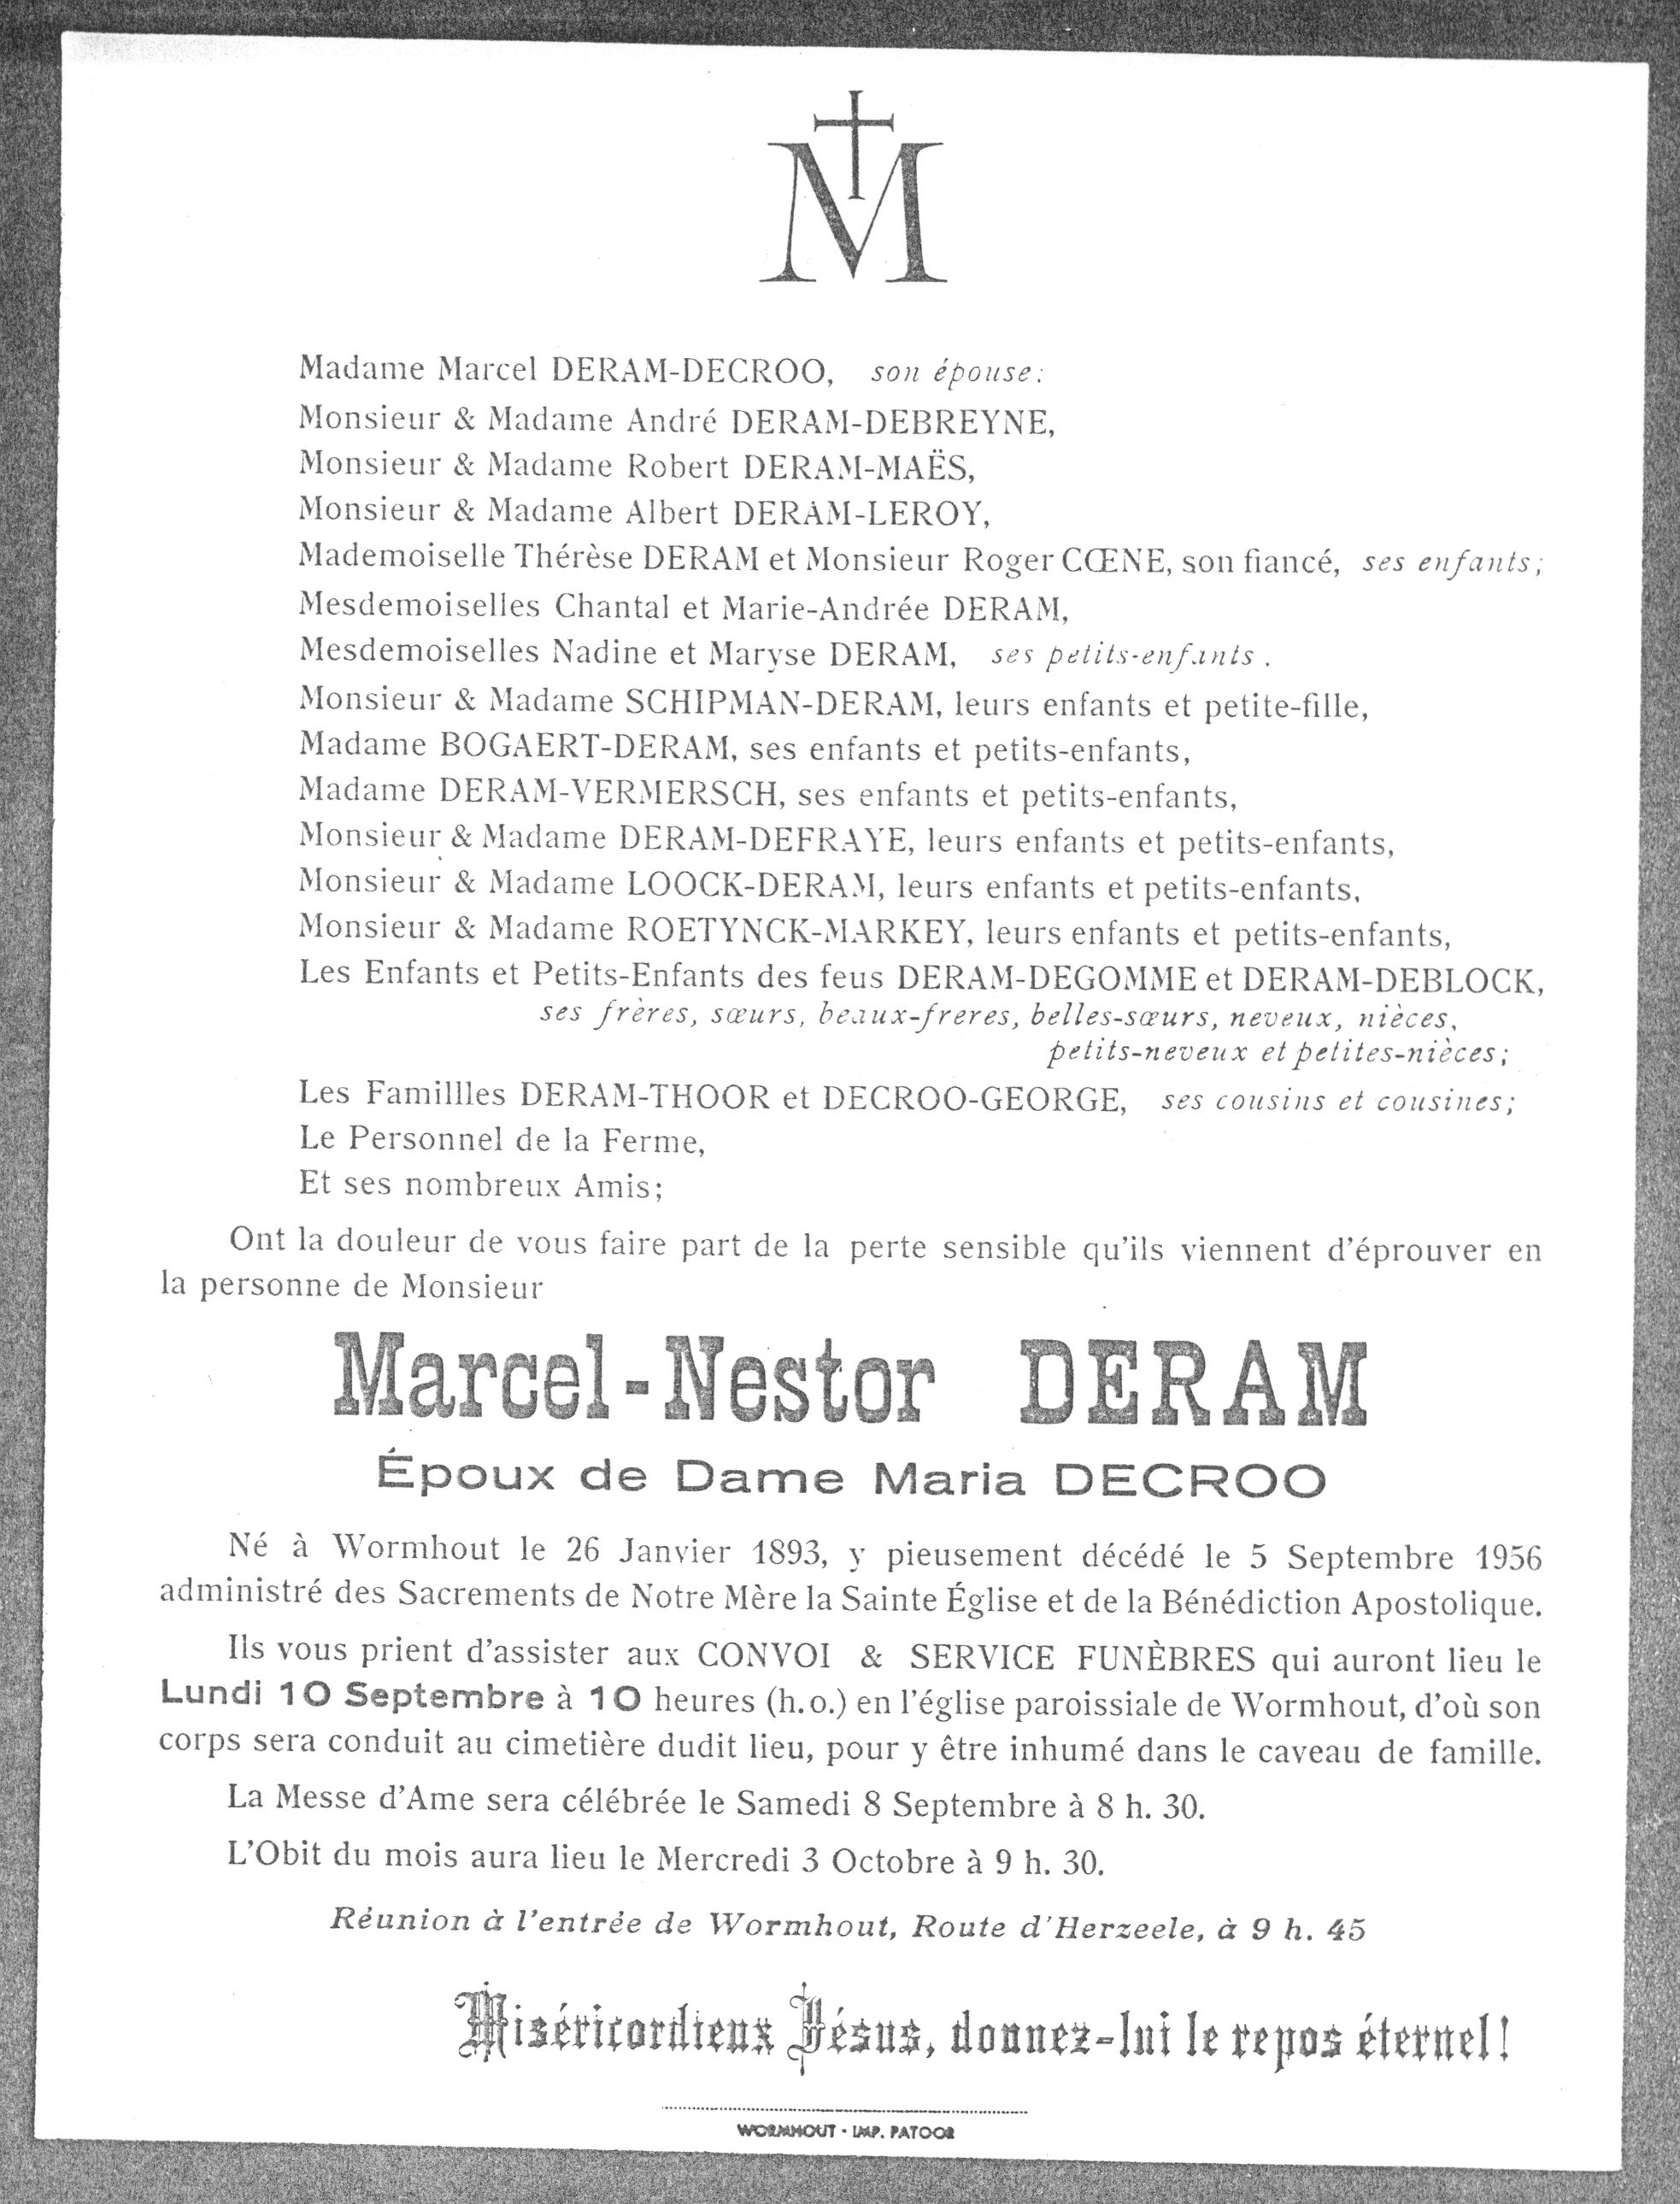 M
Madame Marcel DERAM-DECROO, son épouse;
Monsieur & Madame André DERAM-DEBREYNE,
Monsieur & Madame Robert DERAM-MAËS,
Monsieur & Madame Albert DERAM-LEROY,
Mademoiselle Thérèse DERAM et Monsieur Roger CŒNE, son fiancé, ses enfants;
Mesdemoiselles Chantal et Marie-Andrée DERAM,
Mesdemoiselles Nadine et Maryse DERAM, ses petits-enfants.
Monsieur & Madame SCHIPMAN-DERAM, leurs enfants et petite-fille,
Madame BOGAERT-DERAM, ses enfants et petits-enfants,
Madame DERAM-VERMERSCH, ses enfants et petits-enfants,
Monsieur & Madame DERAM-DEFRAYE, leurs enfants et petits-enfants,
Monsieur & Madame LOOCK-DERAM, leurs enfants et petits-enfants,
Monsieur & Madame ROETYNCK-MARKEY, leurs enfants et petits-enfants,
Les Enfants et Petits-Enfants des feus DERAM-DEGOMME et DERAM-DEBLOCK,
ses frères, sœurs, beaux-freres, belles-sœurs, neveux, nièces,
petits-neveux et petites-nièces;
Les Famillles DERAM-THOOR et DECROO-GEORGE, ses cousins et cousines;
Le Personnel de la Ferme,
Et ses nombreux Amis;
Ont la douleur de vous faire part de la perte sensible qu'ils viennent d'éprouver en
la personne de Monsieur
Marcel-Nestor DERAM
Époux de Dame Maria DECROO
Né à Wormhout le 26 Janvier 1893, y pieusement décédé le 5 Septembre 1956
administré des Sacrements de Notre Mère la Sainte Église et de la Bénédiction Apostolique.
Ils vous prient d'assister aux CONVOI & SERVICE FUNÈBRES qui auront lieu le
Lundi 10 Septembre à 10 heures (h.o.) en l'église paroissiale de Wormhout, d'où son
corps sera conduit au cimetière dudit lieu, pour y être inhumé dans le caveau de famille.
La Messe d'Ame sera célébrée le Samedi 8 Septembre à 8 h. 30.
L'Obit du mois aura lieu le Mercredi 3 Octobre à 9 h. 30.
Réunion à l'entrée de Wormhout, Route d'Herzeele, à 9 h. 45
Miséricordieux Jésus, donnez-lui le repos éternel!
WORMHOUT - IMP. PATOOR